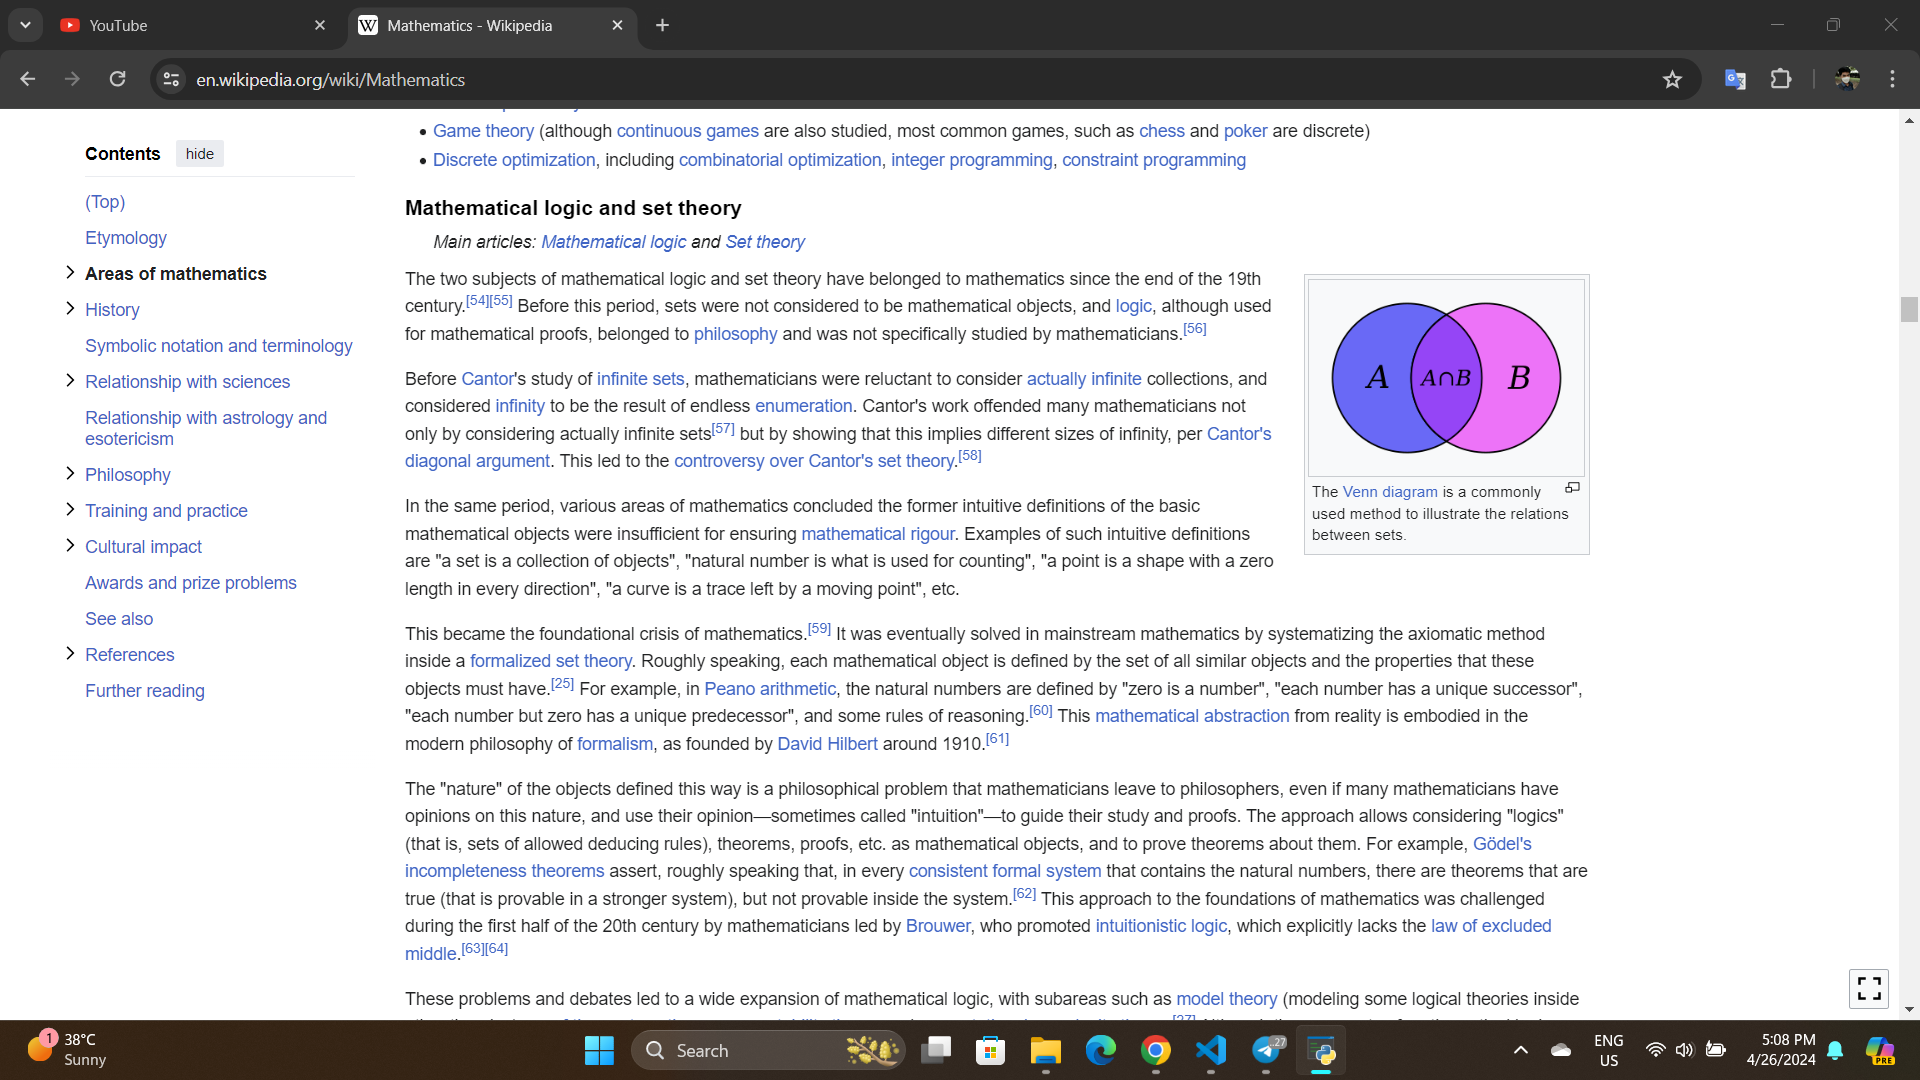 YouTube
Mathematics - Wikipedia
en.wikipedia.org/wiki/Mathematics
Contents
hide
(Top)
Etymology
Areas of mathematics
History
Symbolic notation and terminology
Relationship with sciences
Relationship with astrology and
esotericism
Philosophy
Training and practice
Cultural impact
Awards and prize problems
See also
References
Further reading
• Game theory (although continuous games are also studied, most common games, such as chess and poker are discrete)
• Discrete optimization, including combinatorial optimization, integer programming, constraint programming
Mathematical logic and set theory
Main articles: Mathematical logic and Set theory
The two subjects of mathematical logic and set theory have belonged to mathematics since the end of the 19th
century.[54][55] Before this period, sets were not considered to be mathematical objects, and logic, although used
for mathematical proofs, belonged to philosophy and was not specifically studied by mathematicians.[56]
Before Cantor's study of infinite sets, mathematicians were reluctant to consider actually infinite collections, and
considered infinity to be the result of endless enumeration. Cantor's work offended many mathematicians not
only by considering actually infinite sets[57] but by showing that this implies different sizes of infinity, per Cantor's
diagonal argument. This led to the controversy over Cantor's set theory.[58]
In the same period, various areas of mathematics concluded the former intuitive definitions of the basic
mathematical objects were insufficient for ensuring mathematical rigour. Examples of such intuitive definitions
are "a set is a collection of objects", "natural number is what is used for counting", "a point is a shape with a zero
length in every direction", "a curve is a trace left by a moving point", etc.
A
A∩B
B
The Venn diagram is a commonly
used method to illustrate the relations
between sets.
This became the foundational crisis of mathematics.[59] It was eventually solved in mainstream mathematics by systematizing the axiomatic method
inside a formalized set theory. Roughly speaking, each mathematical object is defined by the set of all similar objects and the properties that these
objects must have.[25] For example, in Peano arithmetic, the natural numbers are defined by "zero is a number", "each number has a unique successor",
"each number but zero has a unique predecessor", and some rules of reasoning.[60] This mathematical abstraction from reality is embodied in the
modern philosophy of formalism, as founded by David Hilbert around 1910.[61]
The "nature" of the objects defined this way is a philosophical problem that mathematicians leave to philosophers, even if many mathematicians have
opinions on this nature, and use their opinion—sometimes called "intuition"—to guide their study and proofs. The approach allows considering "logics"
(that is, sets of allowed deducing rules), theorems, proofs, etc. as mathematical objects, and to prove theorems about them. For example, Gödel's
incompleteness theorems assert, roughly speaking that, in every consistent formal system that contains the natural numbers, there are theorems that are
true (that is provable in a stronger system), but not provable inside the system.[62] This approach to the foundations of mathematics was challenged
during the first half of the 20th century by mathematicians led by Brouwer, who promoted intuitionistic logic, which explicitly lacks the law of excluded
middle.[63][64]
These problems and debates led to a wide expansion of mathematical logic, with subareas such as model theory (modeling some logical theories inside
1
38°C
Sunny
Search
27
PRE
ENG
US
5:08 PM
4/26/2024